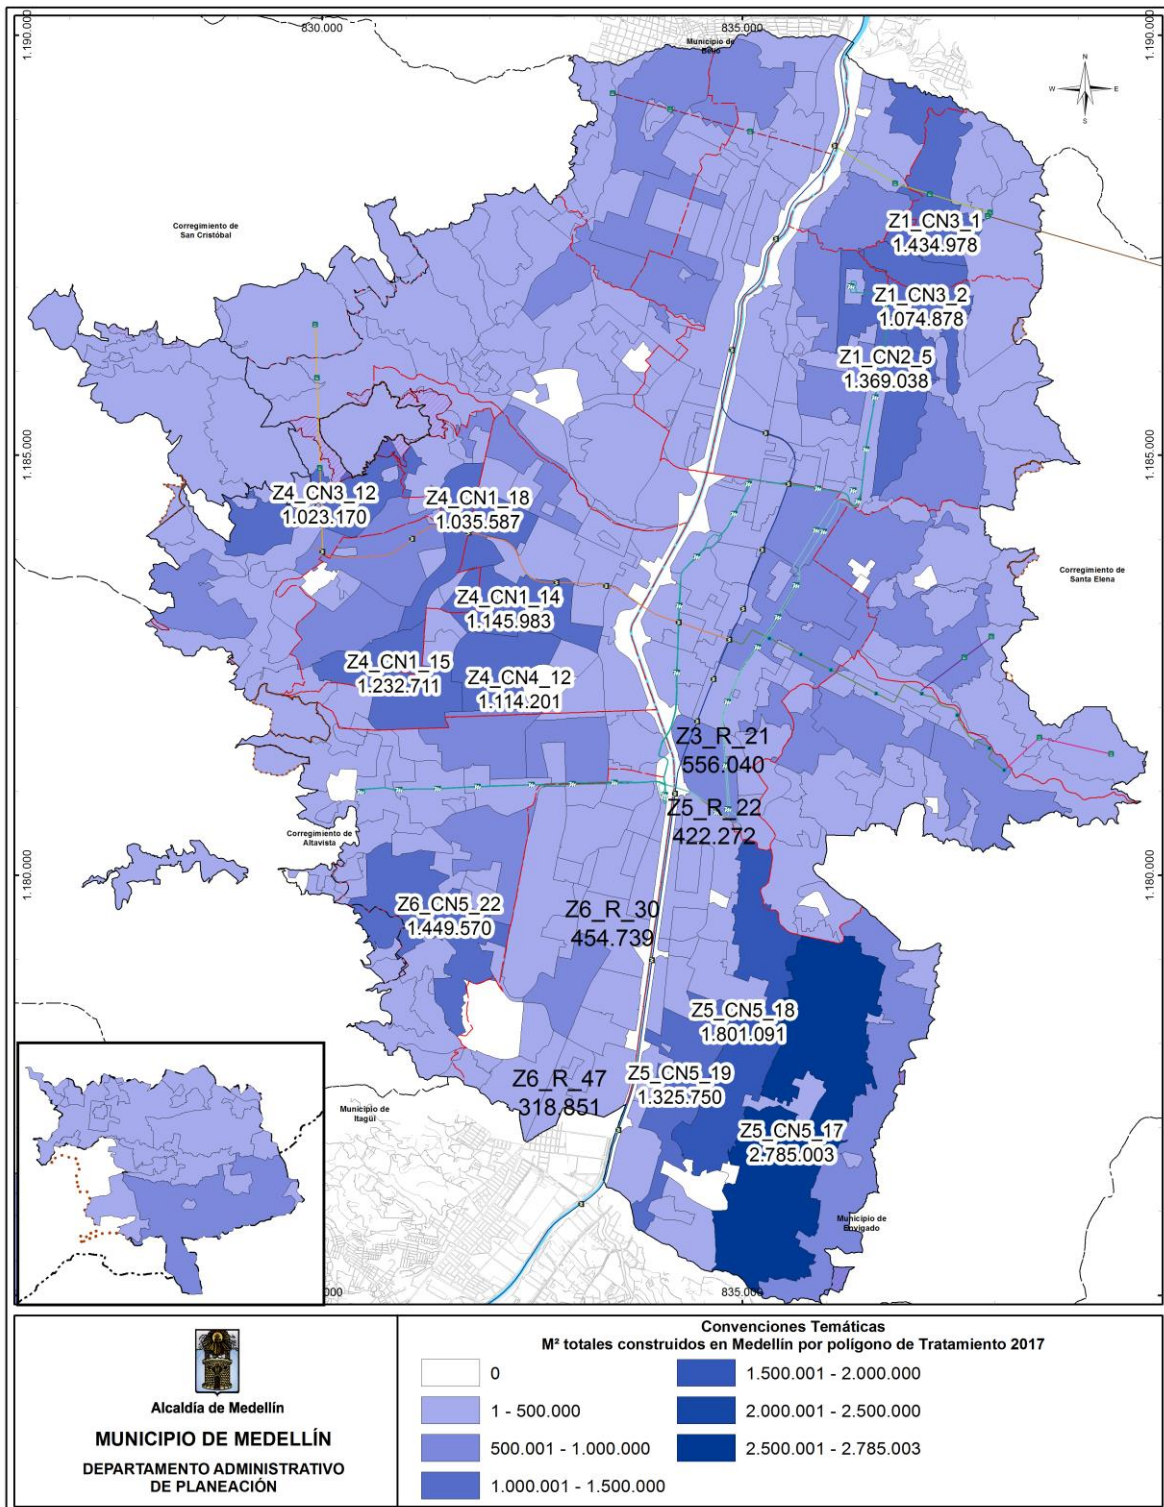 830.000
835.000
1.190.000
1.190.000
Municipio de
Bello
N
W
E
S
Corregimiento de
San Cristóbal
Z1_CN3_1
1.434.978
Z1_CN3_2
1.074.878
Z1_CN2_5
1.369.038
1.185.000
1.185.000
Z4_CN3_12
1.023.170
Z4_CN1_18
1.035.587
Corregimiento de
Santa Elena
Z4_CN1_14
1.145.983
Z4_CN1_15
1.232.711
Z4_CN4_12
1.114.201
Z3_R_21
556.040
Z5_R_22
422.272
Corregimiento de
Altavista
1.180.000
1.180.000
Z6_CN5_22
1.449.570
Z6_R_30
454.739
Z5_CN5_18
1.801.091
Z6_R_47
318.851
Z5_CN5_19
1.325.750
Municipio de
Itagüí
Z5_CN5_17
2.785.003
Municipio de
Envigado
835.000
Alcaldía de Medellín
MUNICIPIO DE MEDELLÍN
DEPARTAMENTO ADMINISTRATIVO
DE PLANEACIÓN
Convenciones Temáticas
M² totales construidos en Medellín por polígono de Tratamiento 2017
0
1 - 500.000
500.001 - 1.000.000
1.000.001 - 1.500.000
1.500.001 - 2.000.000
2.000.001 - 2.500.000
2.500.001 - 2.785.003